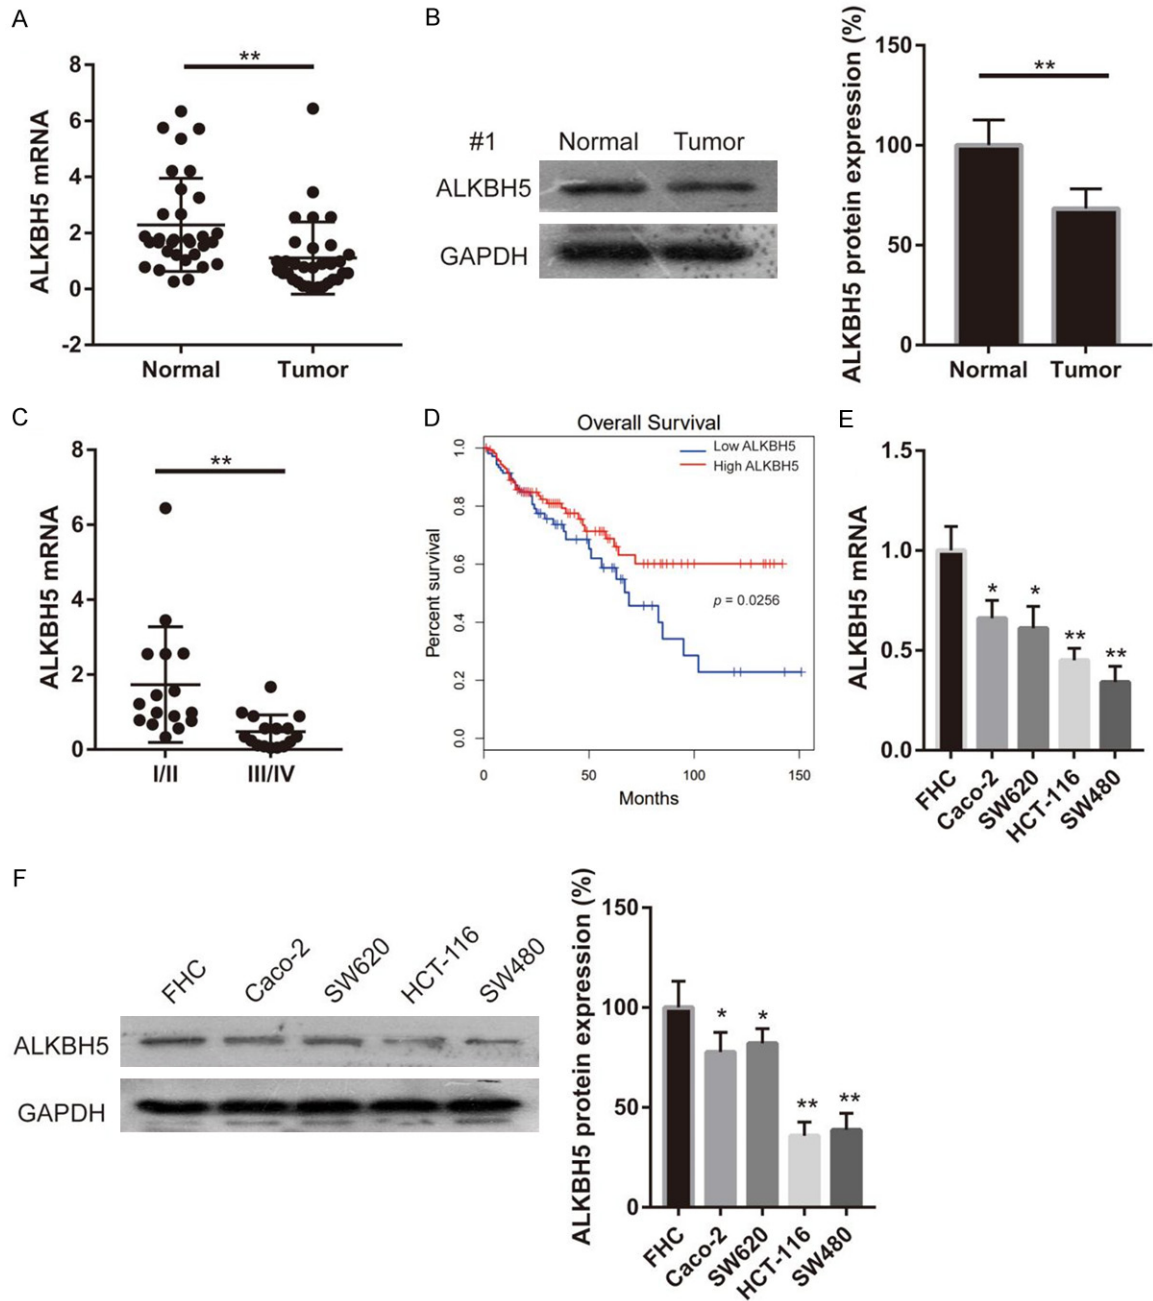 A
**
8
6
4
2
0
-2
ALKBH5 mRNA
Normal Tumor
B
#1 Normal Tumor
ALKBH5
GAPDH
ALKBH5 protein expression (%)
150
100
50
0
**
Normal Tumor
C
**
8
6
4
2
0
ALKBH5 mRNA
I/II III/IV
D
Overall Survival
Low ALKBH5
High ALKBH5
p = 0.0256
Percent survival
1.0
0.8
0.6
0.4
0.2
0.0
0 50 100 150
Months
E
ALKBH5 mRNA
1.5
1.0
0.5
0.0
* * ** **
FHC Caco-2 SW620 HCT-116 SW480
F
FHC Caco-2 SW620 HCT-116 SW480
ALKBH5
GAPDH
ALKBH5 protein expression (%)
150
100
50
0
* * ** **
FHC Caco-2 SW620 HCT-116 SW480